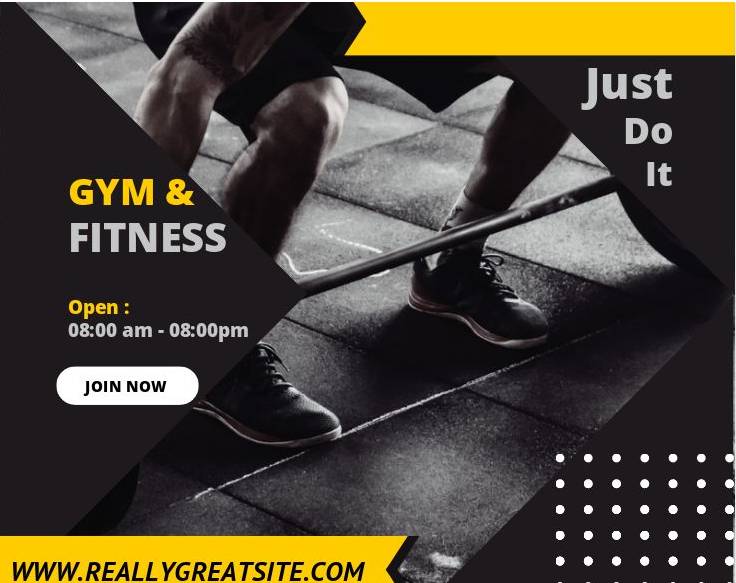 Just
Do
It
GYM &
FITNESS
Open :
08:00 am - 08:00pm
JOIN NOW
WWW.REALLYGREATSITE.COM